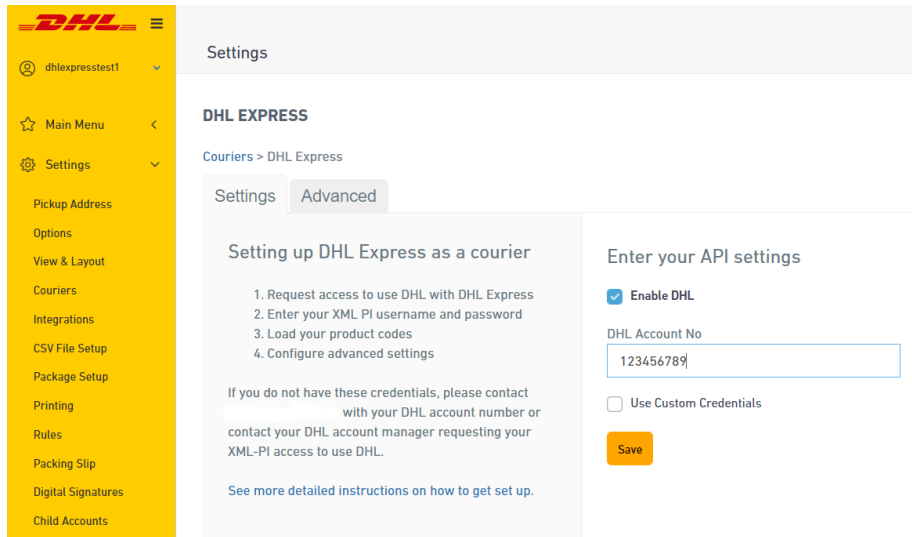 DHL
dhlexpresstest1
Main Menu
Settings
Pickup Address
Options
View & Layout
Couriers
Integrations
CSV File Setup
Package Setup
Printing
Rules
Packing Slip
Digital Signatures
Child Accounts
Settings
DHL EXPRESS
Couriers > DHL Express
Settings
Advanced
Setting up DHL Express as a courier
1. Request access to use DHL with DHL Express
2. Enter your XML PI username and password
3. Load your product codes
4. Configure advanced settings
If you do not have these credentials, please contact
with your DHL account number or
contact your DHL account manager requesting your
XML-PI access to use DHL.
See more detailed instructions on how to get set up.
Enter your API settings
Enable DHL
DHL Account No
123456789
Use Custom Credentials
Save